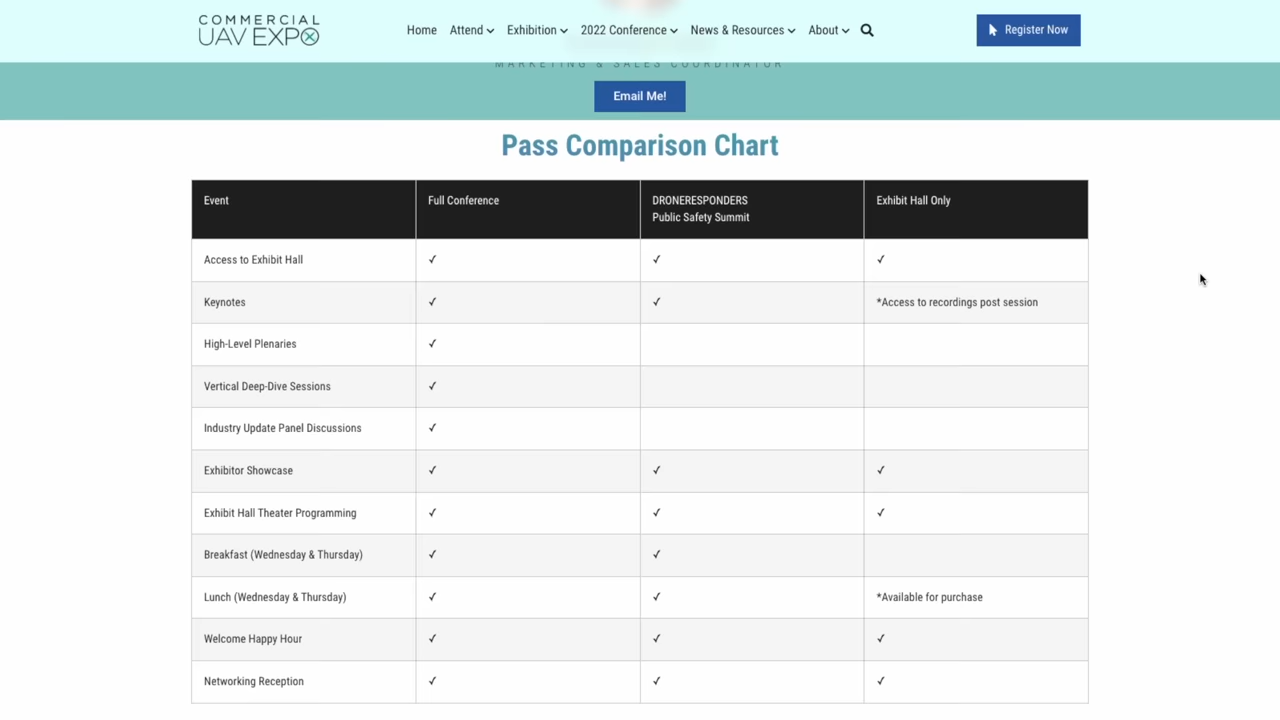 COMMERCIAL
UAV EXPO
Home Attend Exhibition 2022 Conference News & Resources About
Register Now
MARKETING & SALES COORDINATOR
Email Me!
Pass Comparison Chart
Event Full Conference DRONERESPONDERS Exhibit Hall Only
Public Safety Summit
Access to Exhibit Hall ✓ ✓ ✓
Keynotes ✓ ✓ *Access to recordings post session
High-Level Plenaries ✓
Vertical Deep-Dive Sessions ✓
Industry Update Panel Discussions ✓
Exhibitor Showcase ✓ ✓ ✓
Exhibit Hall Theater Programming ✓ ✓ ✓
Breakfast (Wednesday & Thursday) ✓ ✓
Lunch (Wednesday & Thursday) ✓ ✓ *Available for purchase
Welcome Happy Hour ✓ ✓ ✓
Networking Reception ✓ ✓ ✓